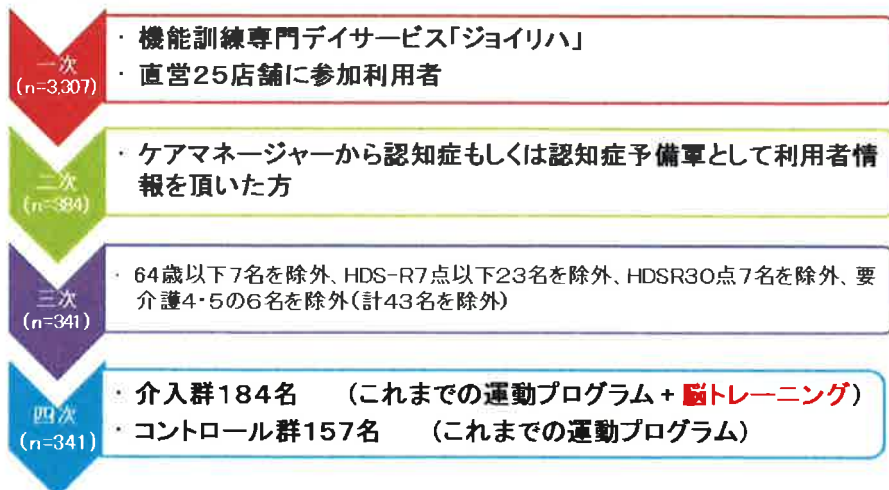 一次
(n=3,307)
・機能訓練専門デイサービス「ジョイリハ」
・直営25店舗に参加利用者
二次
(n=384)
・ケアマネージャーから認知症もしくは認知症予備軍として利用者情
報を頂いた方
三次
(n=341)
・64歳以下7名を除外、HDS-R7点以下23名を除外、HDSR30点7名を除外、要
介護4・5の6名を除外(計43名を除外)
四次
(n=341)
・介入群184名 (これまでの運動プログラム+脳トレーニング)
・コントロール群157名 (これまでの運動プログラム)